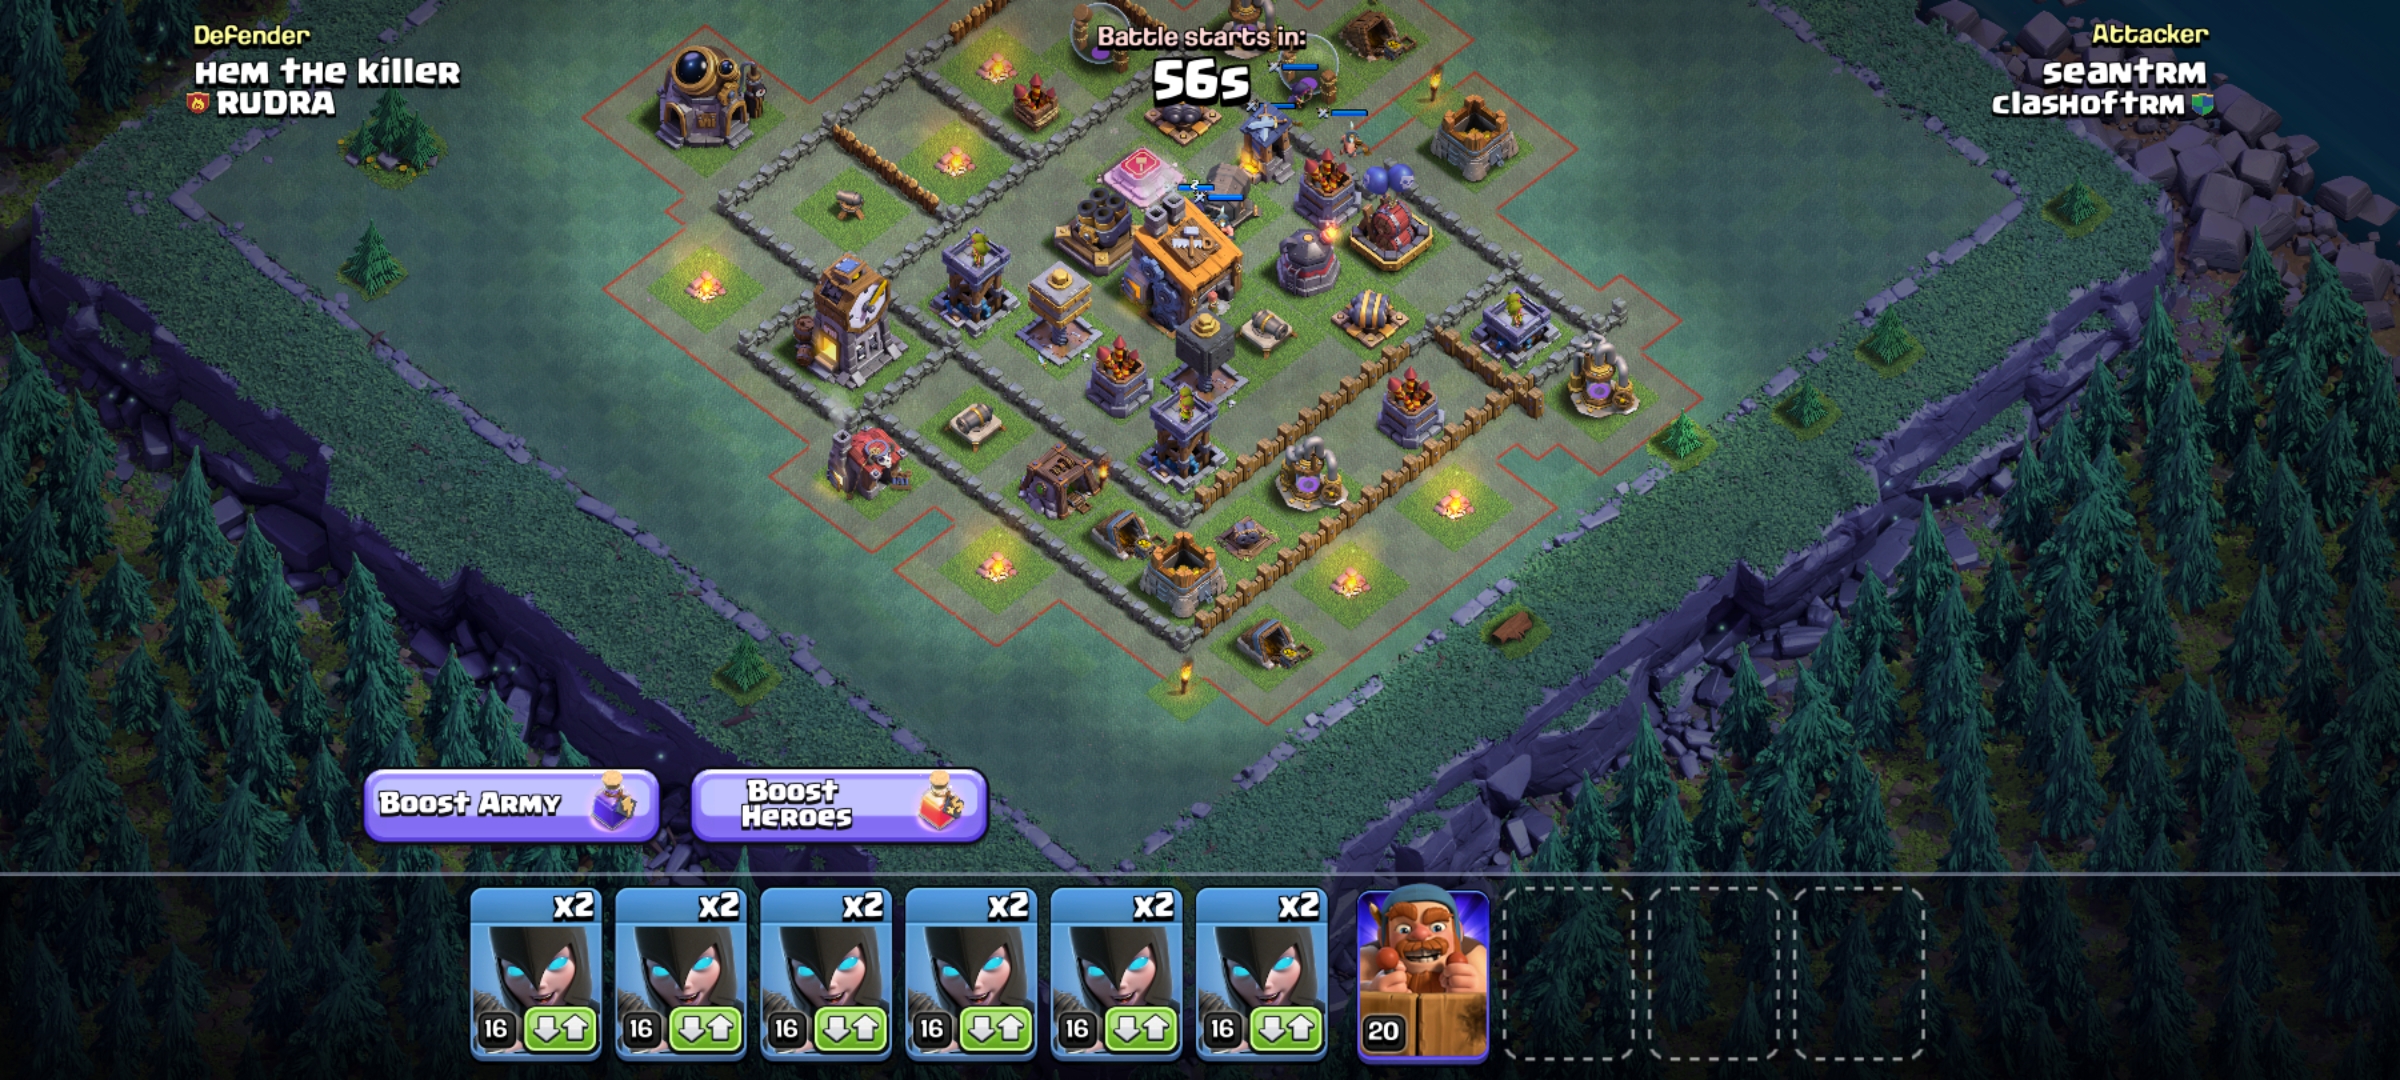 Defender
Hem the killer
RUDRA
Battle starts in:
56s
Attacker
seantrm
clashoftrm
Boost Army
Boost
Heroes
x2
x2
x2
x2
x2
x2
16
16
16
16
16
16
20